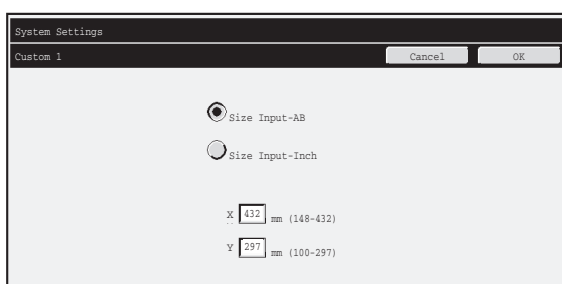 System Settings
Custom 1 Cancel OK
Size Input-AB
Size Input-Inch
X 432 mm (148-432)
Y 297 mm (100-297)